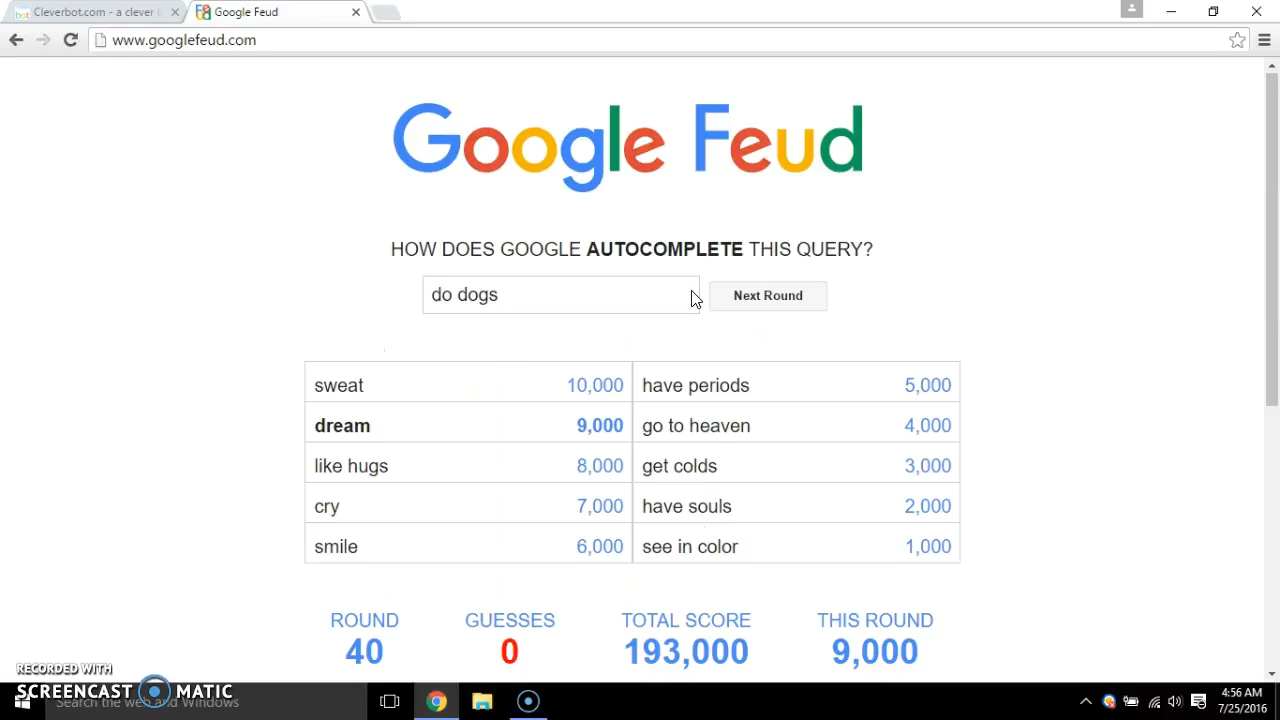 Cleverbot.com - a clever
Google Feud
www.googlefeud.com
Google Feud
HOW DOES GOOGLE AUTOCOMPLETE THIS QUERY?
do dogs
Next Round
sweat 10,000 have periods 5,000
dream 9,000 go to heaven 4,000
like hugs 8,000 get colds 3,000
cry 7,000 have souls 2,000
smile 6,000 see in color 1,000
ROUND GUESSES TOTAL SCORE THIS ROUND
40 0 193,000 9,000
RECORDED WITH
SCREENCAST MATIC
Search the web and Windows
4:56 AM
7/25/2016